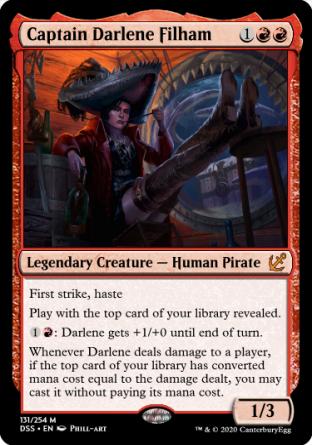 Captain Darlene Filham 1
Legendary Creature — Human Pirate
First strike, haste
Play with the top card of your library revealed.
1 : Darlene gets +1/+0 until end of turn.
Whenever Darlene deals damage to a player,
if the top card of your library has converted
mana cost equal to the damage dealt, you may
cast it without paying its mana cost.
1/3
131/254 M
DSS • EN PHILL-ART
™ & © 2020 CanterburyEgg